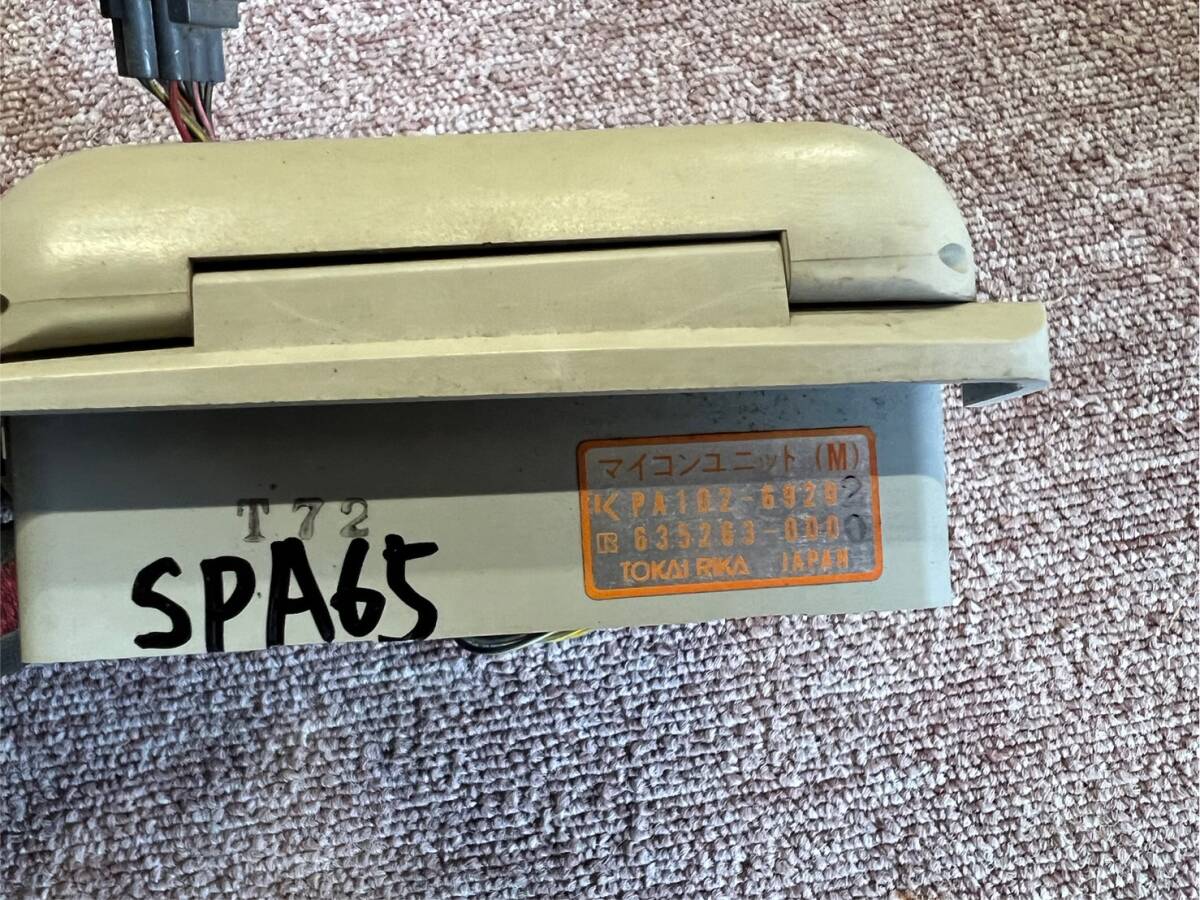 T72
SPA65
マイコンユニット(M)
K PA102-69292
R 635263-0000
TOKAI RIKA JAPAN